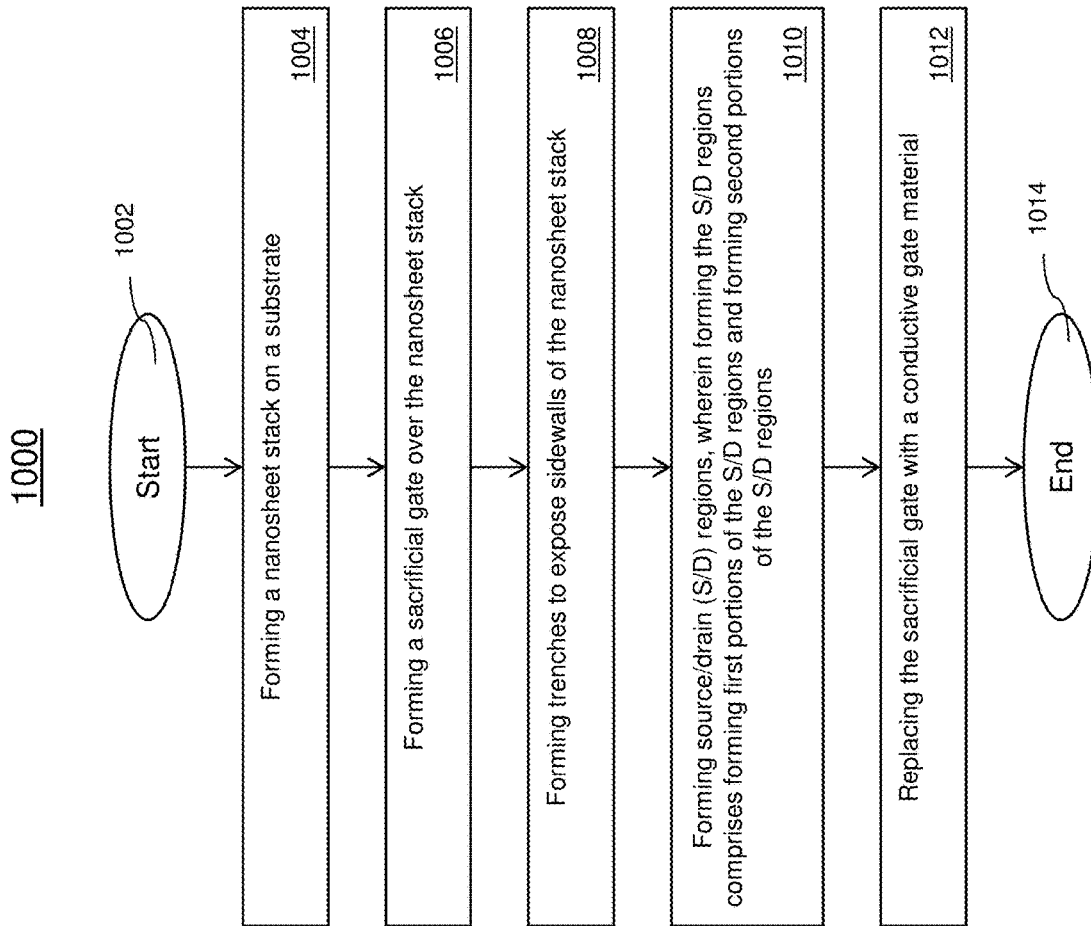 1000
Start
1002
Forming a nanosheet stack on a substrate
1004
Forming a sacrificial gate over the nanosheet stack
1006
Forming trenches to expose sidewalls of the nanosheet stack
1008
Forming source/drain (S/D) regions, wherein forming the S/D regions
comprises forming first portions of the S/D regions and forming second portions
of the S/D regions
1010
Replacing the sacrificial gate with a conductive gate material
1012
End
1014